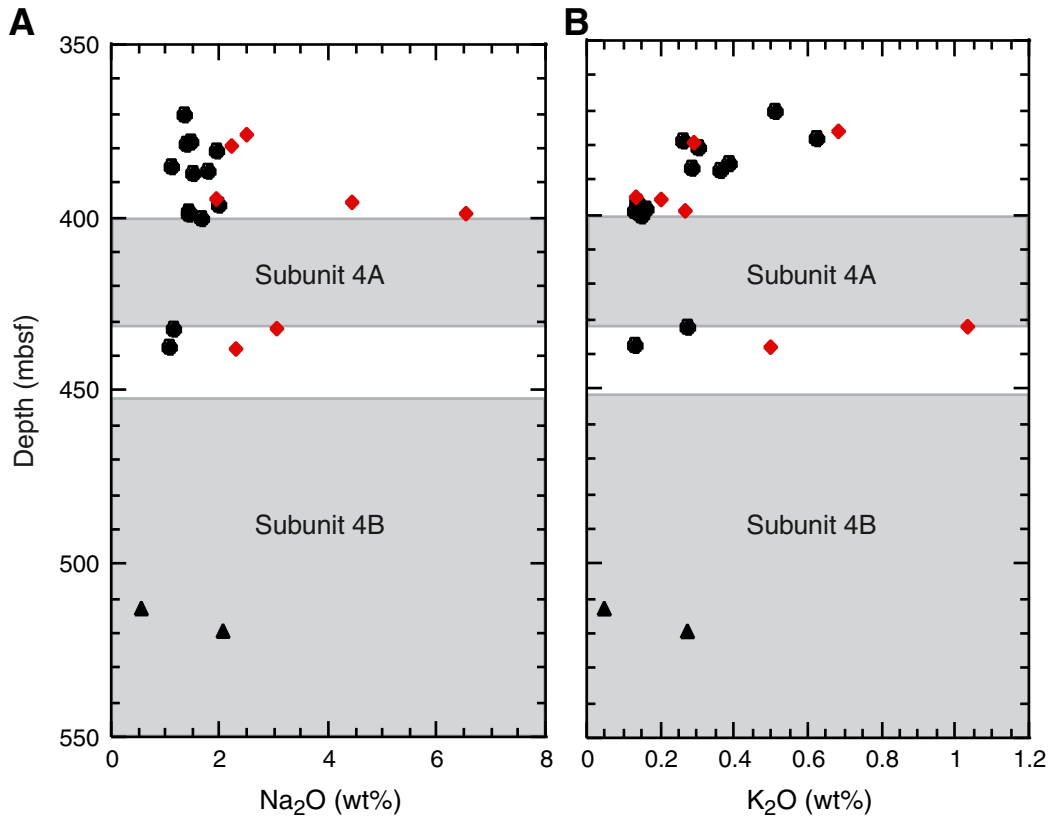 A
B
350
400
450
500
550
Depth (mbsf)
Subunit 4A
Subunit 4B
0
2
4
6
8
Na₂O (wt%)
Subunit 4A
Subunit 4B
0
0.2
0.4
0.6
0.8
1.0
1.2
K₂O (wt%)